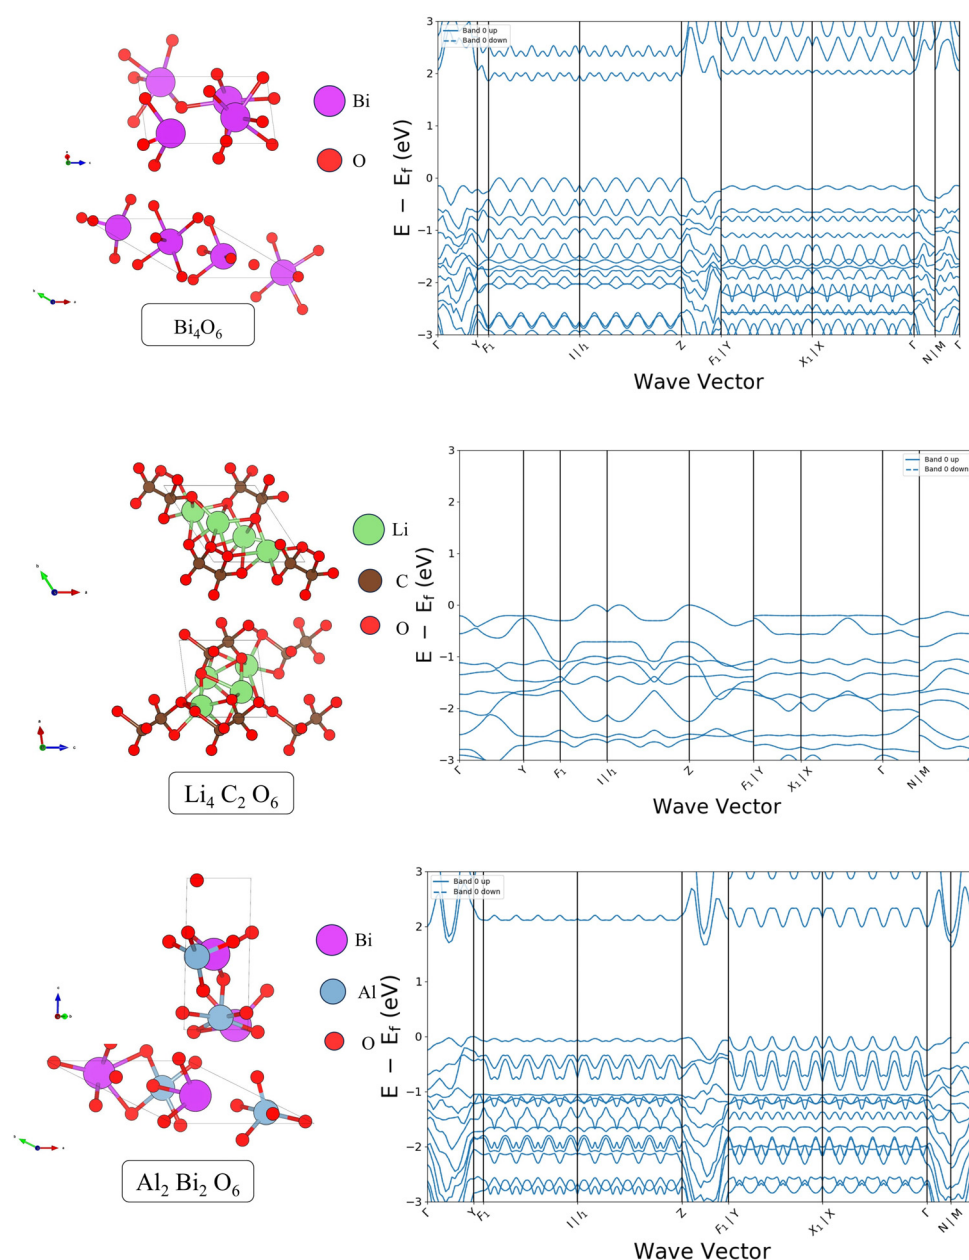 Bi
O
Bi₄O₆
Band 0 up
Band 0 down
E − E_f (eV)
3
2
1
0
−1
−2
−3
Γ
Y
F₁
I | I₁
Z
F₁ | Y
X₁ | X
Γ
N | M
Γ
Wave Vector
Li
C
O
Li₄ C₂ O₆
Band 0 up
Band 0 down
E − E_f (eV)
3
2
1
0
−1
−2
−3
Γ
Y
F₁
I | I₁
Z
F₁ | Y
X₁ | X
Γ
N | M
Wave Vector
Bi
Al
O
Al₂ Bi₂ O₆
Band 0 up
Band 0 down
E − E_f (eV)
3
2
1
0
−1
−2
−3
Γ
Y
F₁
I | I₁
Z
F₁ | Y
X₁ | X
Γ
N | M
Wave Vector